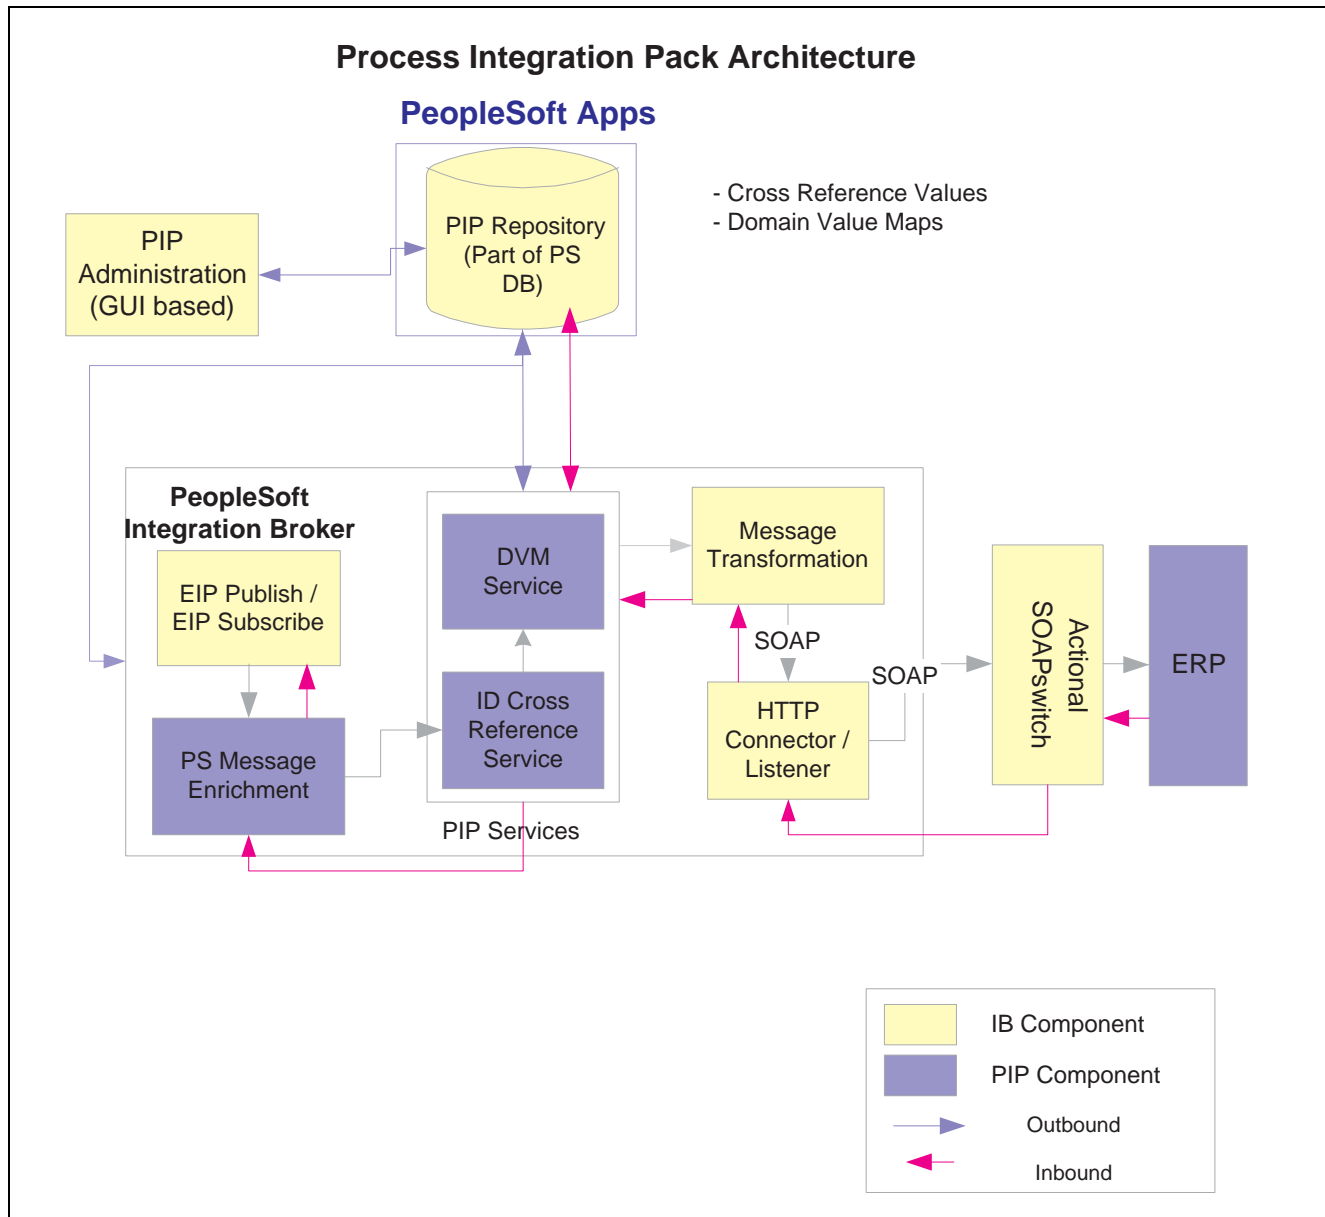 Process Integration Pack Architecture
PeopleSoft Apps
- Cross Reference Values
- Domain Value Maps
PIP Repository
(Part of PS
DB)
PIP
Administration
(GUI based)
PeopleSoft
Integration Broker
EIP Publish /
EIP Subscribe
PS Message
Enrichment
DVM
Service
ID Cross
Reference
Service
PIP Services
Message
Transformation
SOAP
HTTP
Connector /
Listener
SOAP
Actional
SOAPswitch
ERP
IB Component
PIP Component
Outbound
Inbound